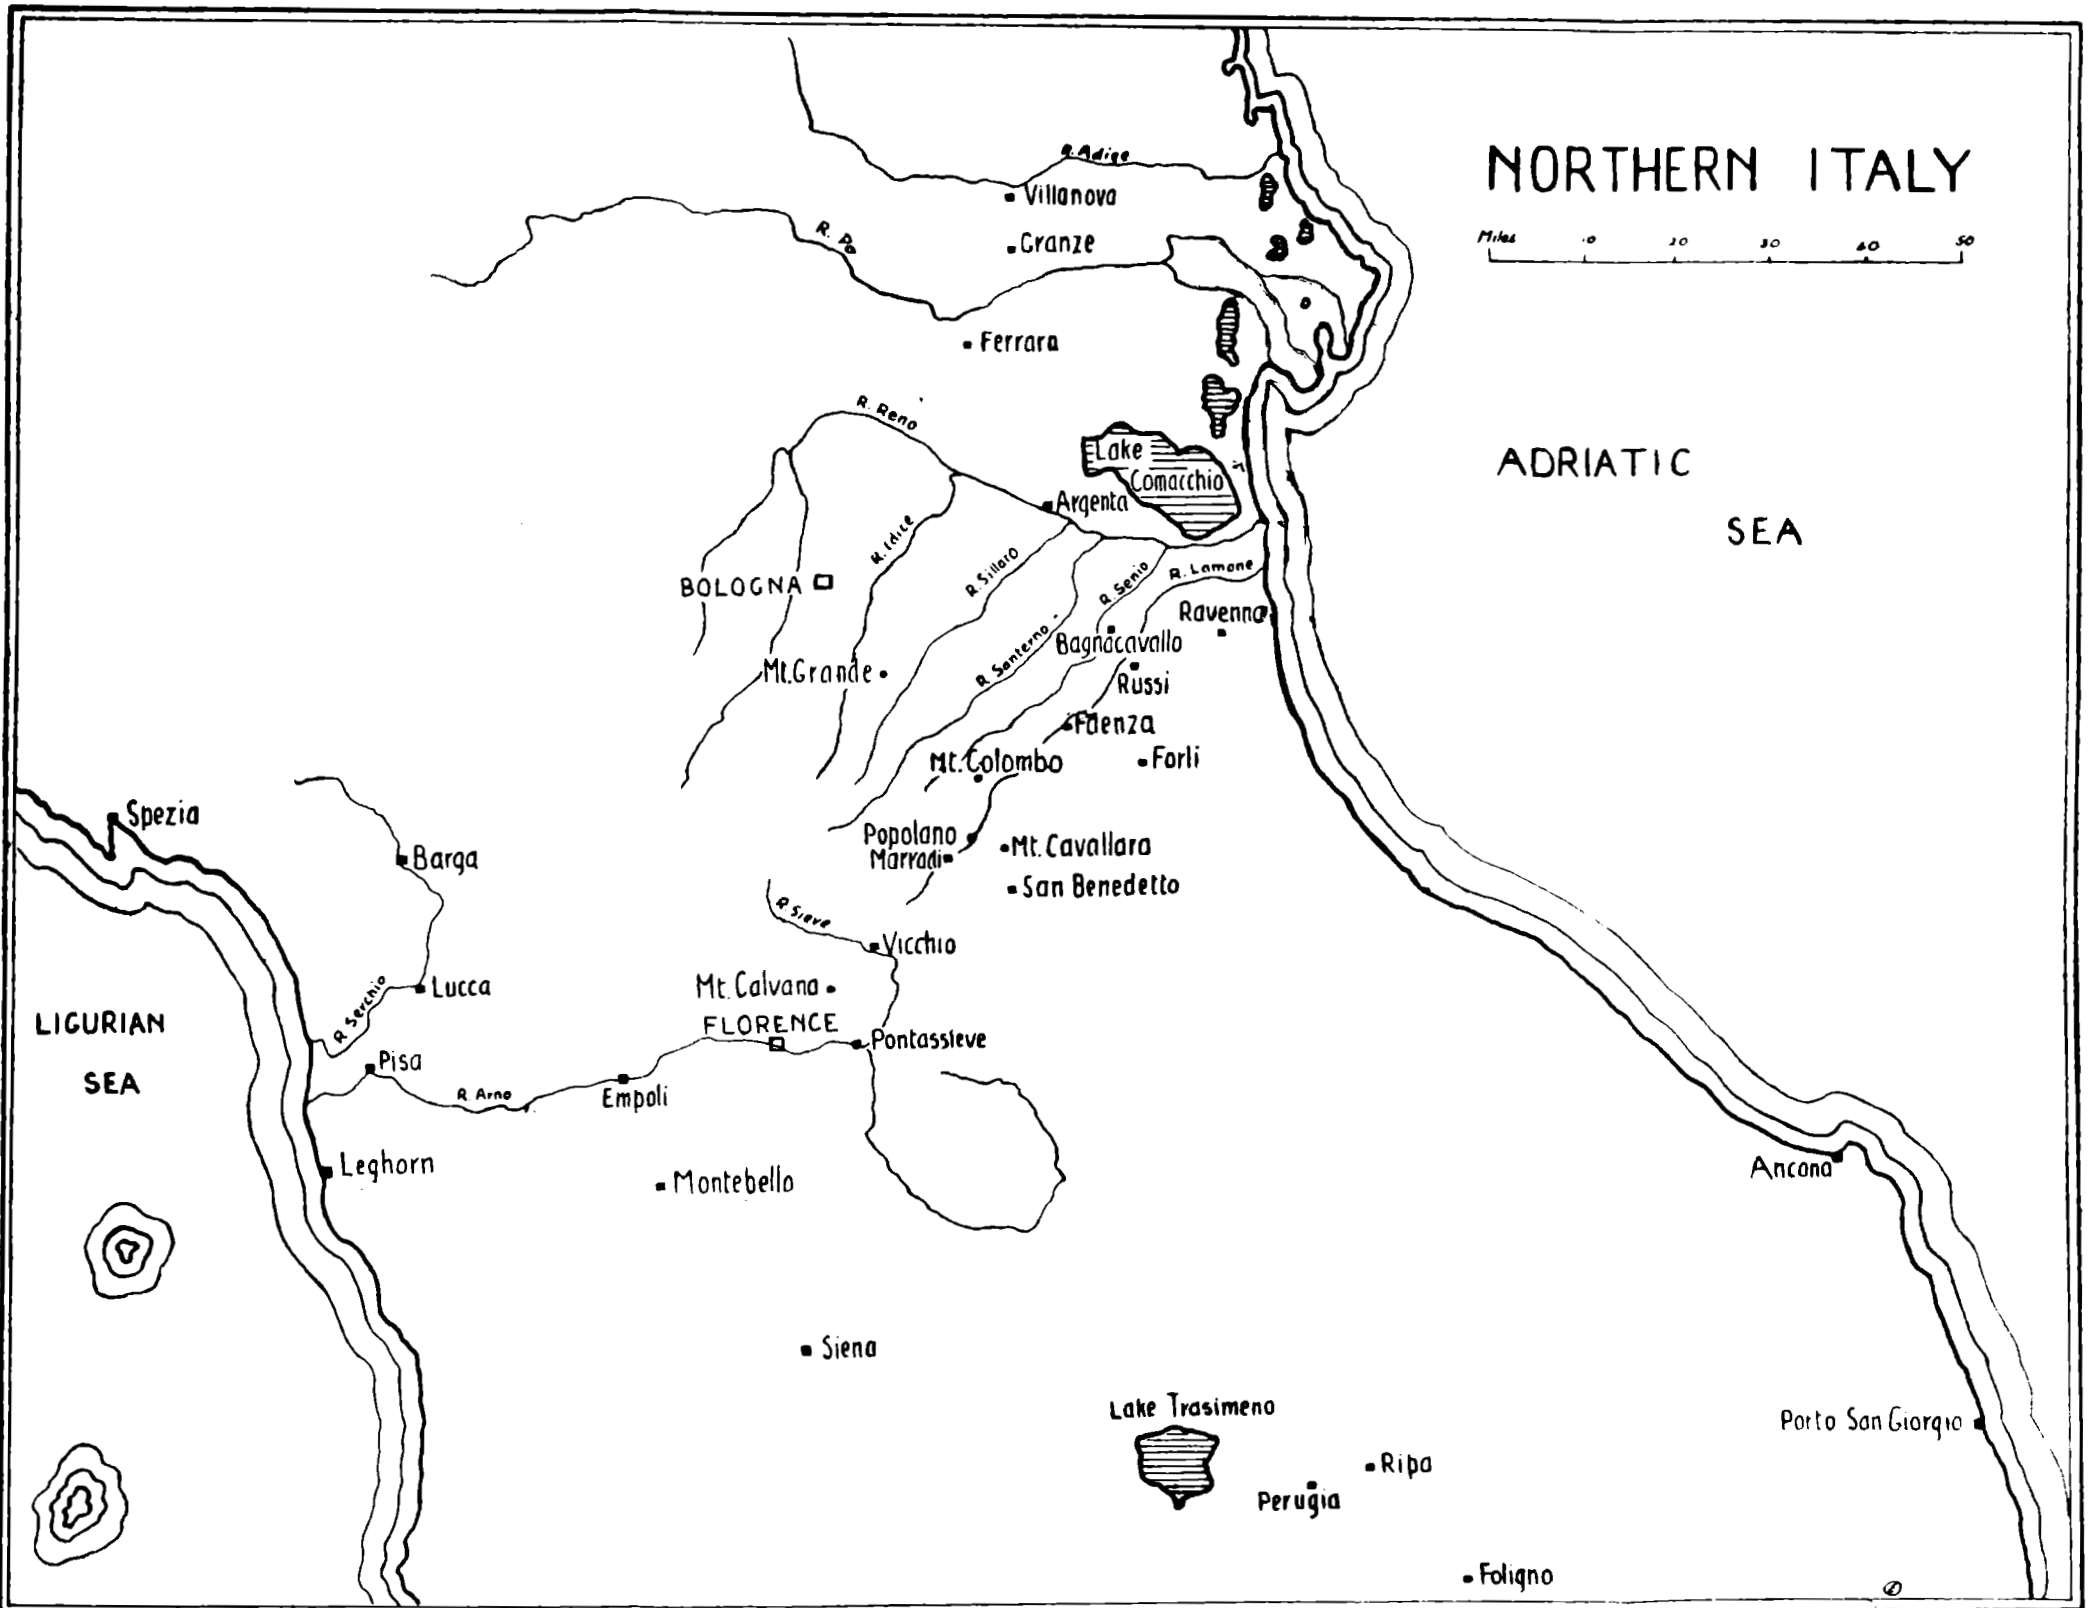 NORTHERN ITALY
Miles 10 20 30 40 50
R. Adige
Villanova
R. Po
Granze
Ferrara
R. Reno
ADRIATIC
SEA
Lake
Comacchio
Argenta
R. Idice
R. Sillaro
R. Senio
R. Lamone
BOLOGNA
Ravenna
R. Santerno
Bagnacavallo
Mt. Grande
Russi
Faenza
Mt. Colombo
Forli
Spezia
Popolano
Marradi
Mt. Cavallara
Barga
San Benedetto
R. Sieve
Vicchio
Mt. Calvana
Lucca
R. Serchio
LIGURIAN
SEA
FLORENCE
Pontassieve
Pisa
R. Arno
Empoli
Leghorn
Montebello
Ancona
Siena
Lake Trasimeno
Porto San Giorgio
Ripa
Perugia
Foligno